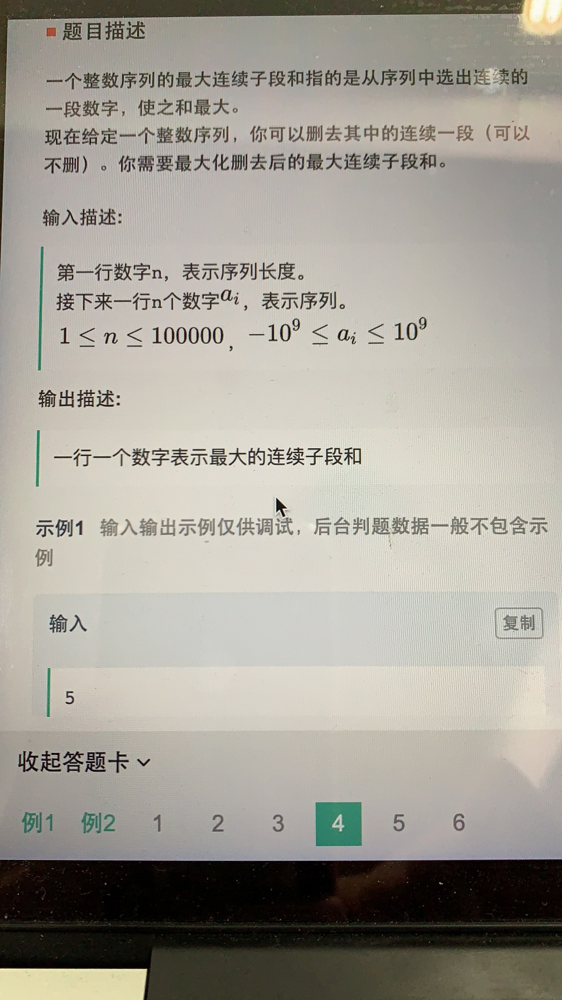 题目描述
一个整数序列的最大连续子段和指的是从序列中选出连续的
一段数字，使之和最大。
现在给定一个整数序列，你可以删去其中的连续一段（可以
不删）。你需要最大化删去后的最大连续子段和。
输入描述:
第一行数字n，表示序列长度。
接下来一行n个数字a_i，表示序列。
1 ≤ n ≤ 100000，−10^9 ≤ a_i ≤ 10^9
输出描述:
一行一个数字表示最大的连续子段和
示例1 输入输出示例仅供调试，后台判题数据一般不包含示
例
输入 复制
5
收起答题卡
例1 例2 1 2 3 4 5 6